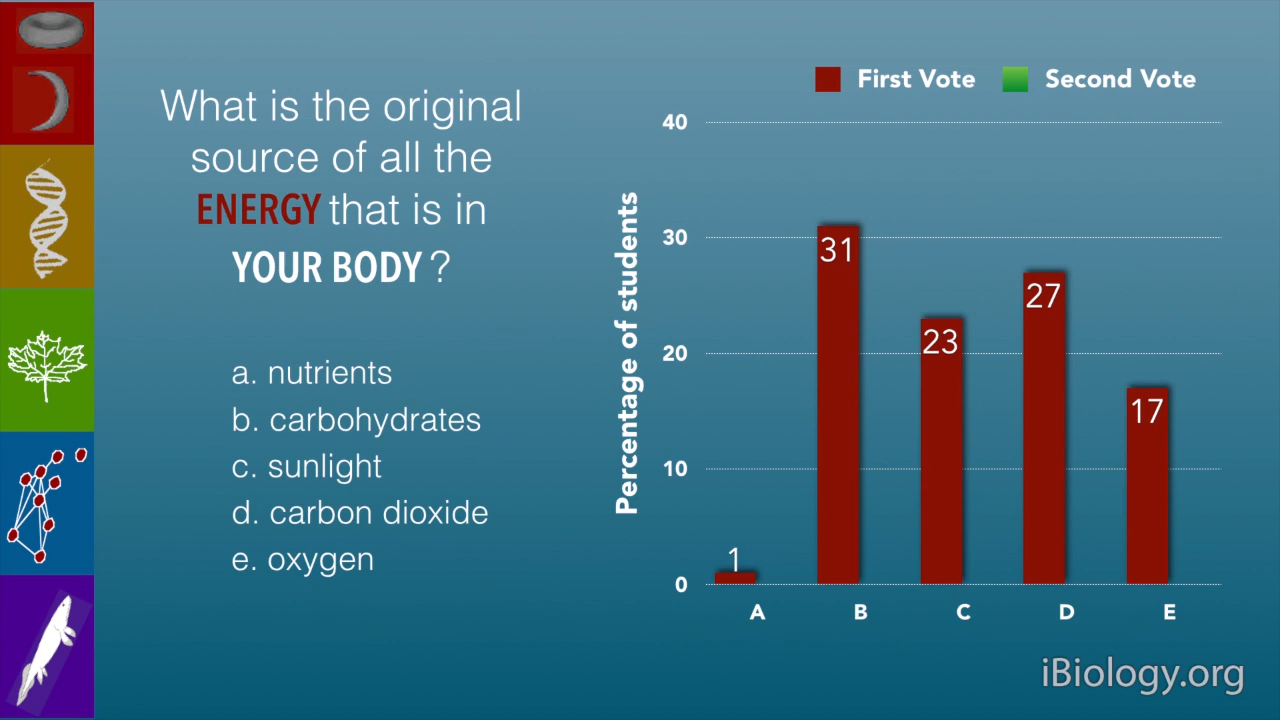 What is the original
source of all the
ENERGY that is in
YOUR BODY ?
a. nutrients
b. carbohydrates
c. sunlight
d. carbon dioxide
e. oxygen
First Vote
Second Vote
Percentage of students
40
30
20
10
0
1
31
23
27
17
A B C D E
iBiology.org